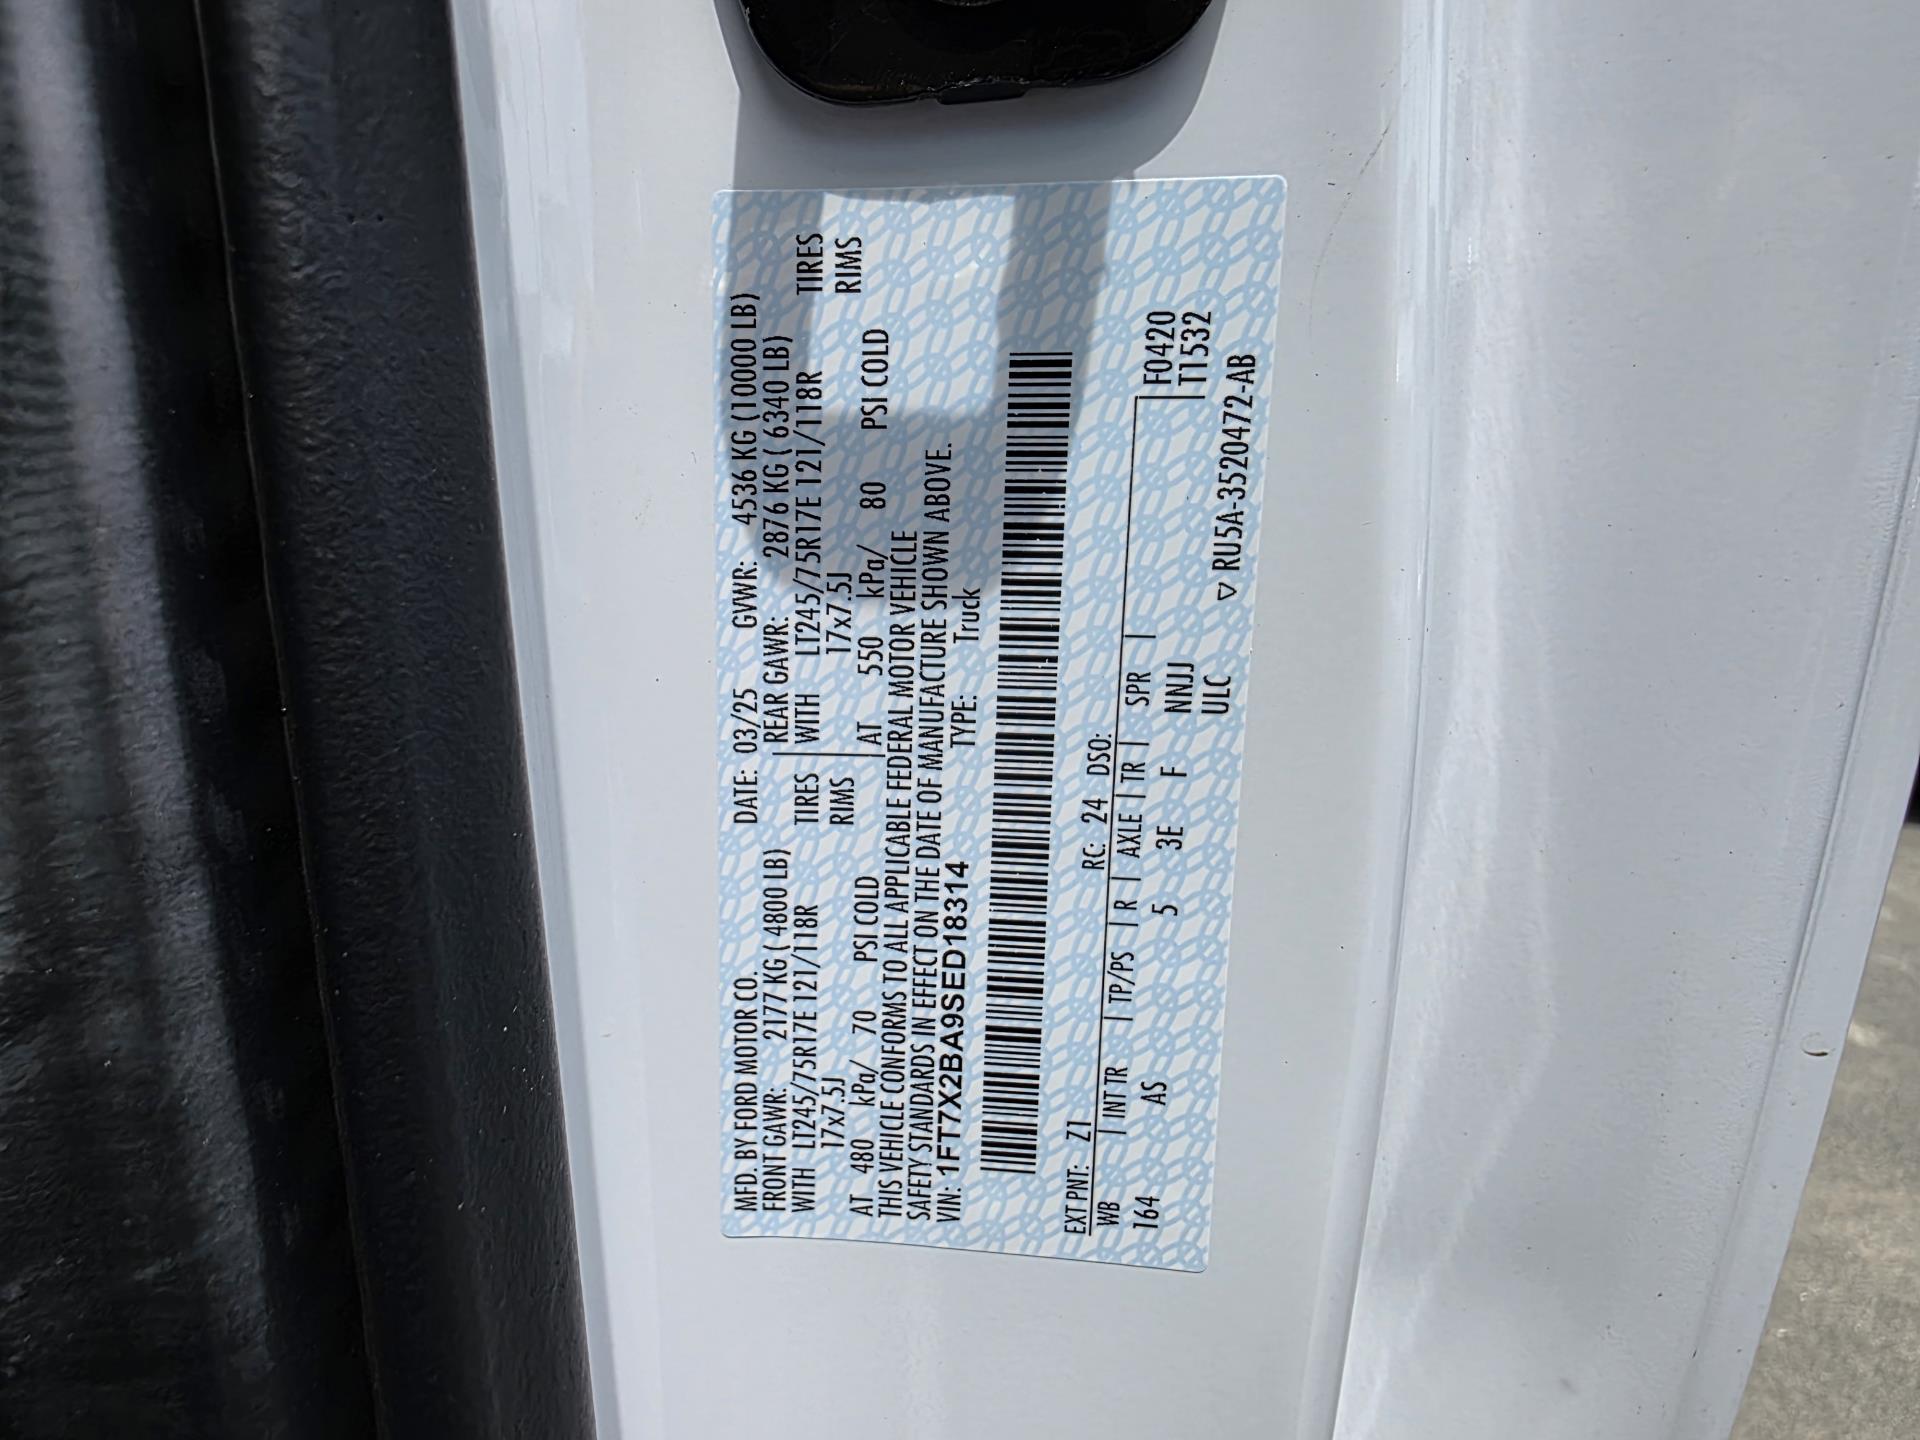 MFD. BY FORD MOTOR CO. DATE: 03/25 GVWR: 4536 KG (10000 LB)
FRONT GAWR: 2177 KG ( 4800 LB) REAR GAWR: 2876 KG ( 6340 LB)
WITH LT245/75R17E 121/118R TIRES WITH LT245/75R17E 121/118R TIRES
17x7.5J RIMS 17x7.5J RIMS
AT 480 kPa/ 70 PSI COLD AT 550 kPa/ 80 PSI COLD
THIS VEHICLE CONFORMS TO ALL APPLICABLE FEDERAL MOTOR VEHICLE
SAFETY STANDARDS IN EFFECT ON THE DATE OF MANUFACTURE SHOWN ABOVE.
VIN: 1FT7X2BA9SED18314 TYPE: Truck
EXT PNT: Z1 RC: 24 DSO:
WB | INT TR | TP/PS | R | AXLE | TR | SPR | F0420
164 AS 5 3E F NNJJ T1532
ULC ▽ RU5A-3520472-AB